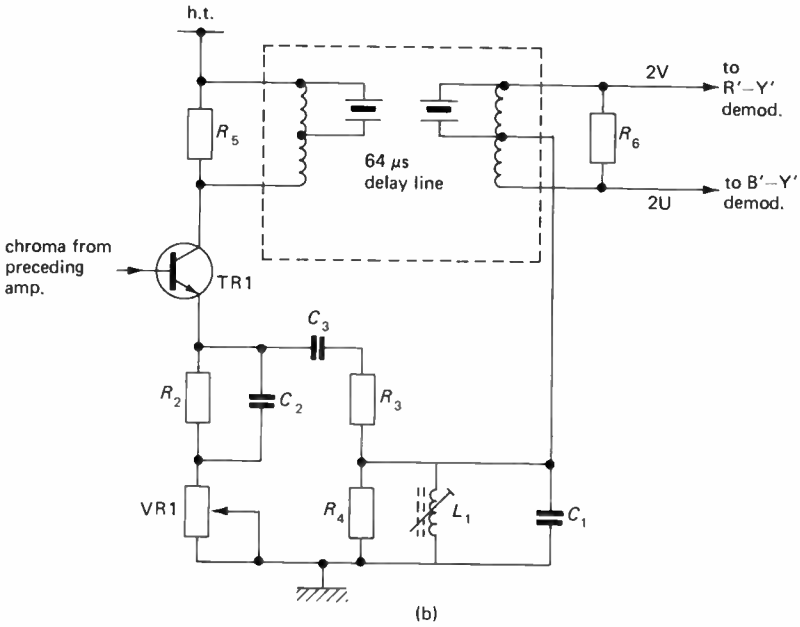 h.t.
R5
64 μs
delay line
2V
to
R'–Y'
demod.
R6
2U
to B'–Y'
demod.
chroma from
preceding
amp.
TR1
C3
R2
C2
R3
VR1
R4
L1
C1
(b)